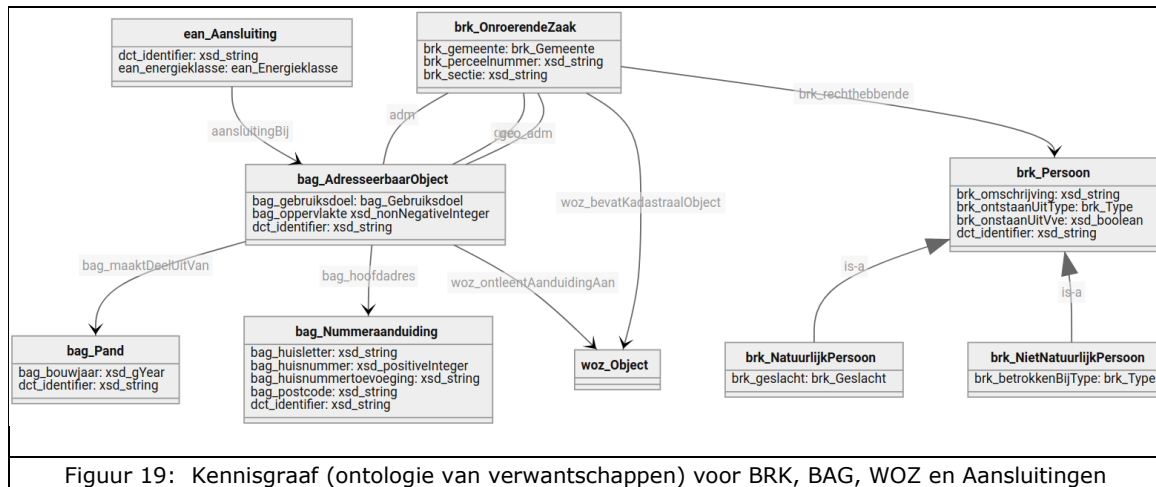 ean_Aansluiting
dct_identifier: xsd_string
ean_energieklasse: ean_Energieklasse
brk_OnroerendeZaak
brk_gemeente: brk_Gemeente
brk_perceelnummer: xsd_string
brk_sectie: xsd_string
brk_rechthebbende
aansluitingBij
adm
geo_adm
bag_AdresseerbaarObject
bag_gebruiksdoel: bag_Gebruiksdoel
bag_oppervlakte xsd_nonNegativeInteger
dct_identifier: xsd_string
brk_Persoon
brk_omschrijving: xsd_string
brk_ontstaanUitType: brk_Type
brk_onstaanUitVve: xsd_boolean
dct_identifier: xsd_string
woz_bevatKadastraalObject
bag_maaktDeelUitVan
bag_hoofdadres
woz_ontleentAanduidingAan
is-a
is-a
bag_Pand
bag_bouwjaar: xsd_gYear
dct_identifier: xsd_string
bag_Nummeraanduiding
bag_huisletter: xsd_string
bag_huisnummer: xsd_positiveInteger
bag_huisnummertoevoeging: xsd_string
bag_postcode: xsd_string
dct_identifier: xsd_string
woz_Object
brk_NatuurlijkPersoon
brk_geslacht: brk_Geslacht
brk_NietNatuurlijkPersoon
brk_betrokkenBijType: brk_Type
Figuur 19: Kennisgraaf (ontologie van verwantschappen) voor BRK, BAG, WOZ en Aansluitingen